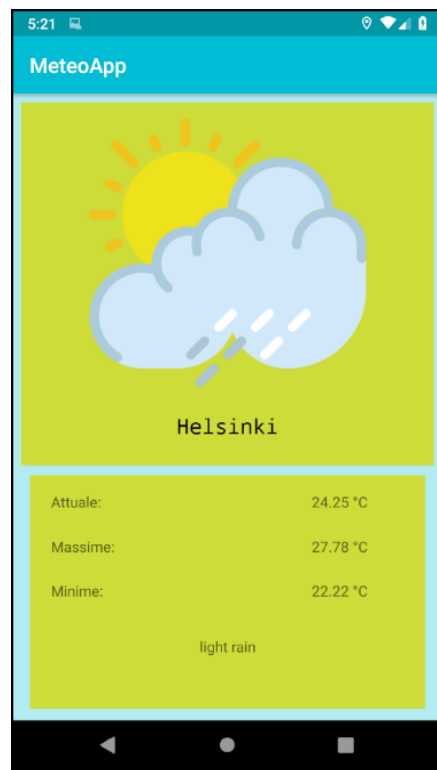 5:21
MeteoApp
Helsinki
Attuale: 24.25 °C
Massime: 27.78 °C
Minime: 22.22 °C
light rain